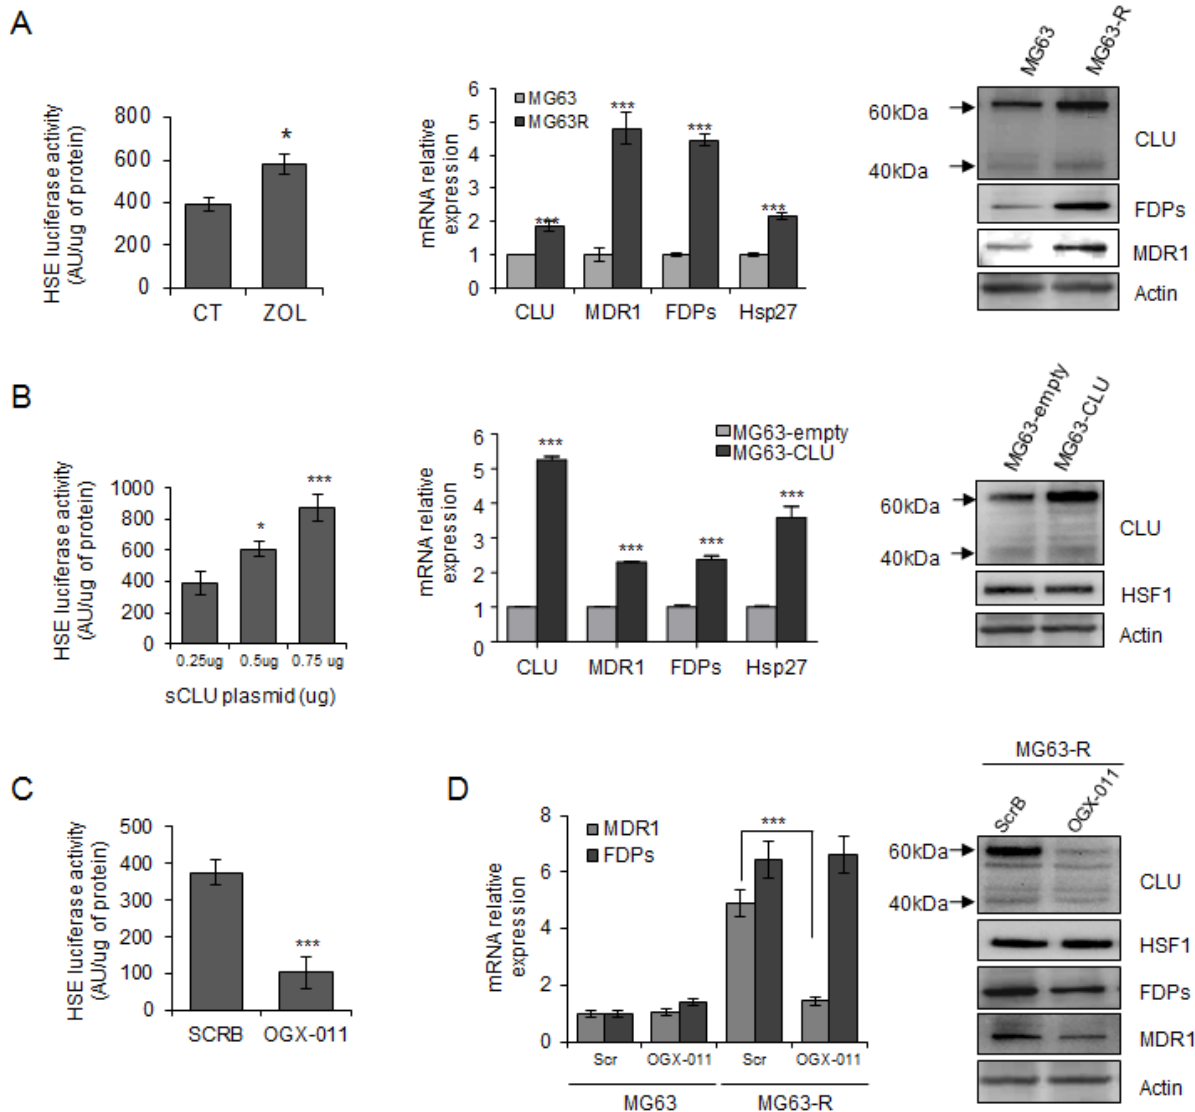 A
HSE luciferase activity
(AU/ug of protein)
800
600
400
200
0
*
CT ZOL
mRNA relative
expression
6
5
4
3
2
1
0
MG63
MG63R
***
***
***
***
CLU MDR1 FDPs Hsp27
MG63 MG63-R
60kDa
40kDa
CLU
FDPs
MDR1
Actin
B
HSE luciferase activity
(AU/ug of protein)
1000
800
600
400
200
0
*
***
0.25ug 0.5ug 0.75 ug
sCLU plasmid (ug)
mRNA relative
expression
6
5
4
3
2
1
0
MG63-empty
MG63-CLU
***
***
***
***
CLU MDR1 FDPs Hsp27
MG63-empty MG63-CLU
60kDa
40kDa
CLU
HSF1
Actin
C
HSE luciferase activity
(AU/ug of protein)
500
400
300
200
100
0
***
SCRB OGX-011
D
mRNA relative
expression
8
6
4
2
0
MDR1
FDPs
***
Scr OGX-011 Scr OGX-011
MG63 MG63-R
MG63-R
ScrB OGX-011
60kDa
40kDa
CLU
HSF1
FDPs
MDR1
Actin